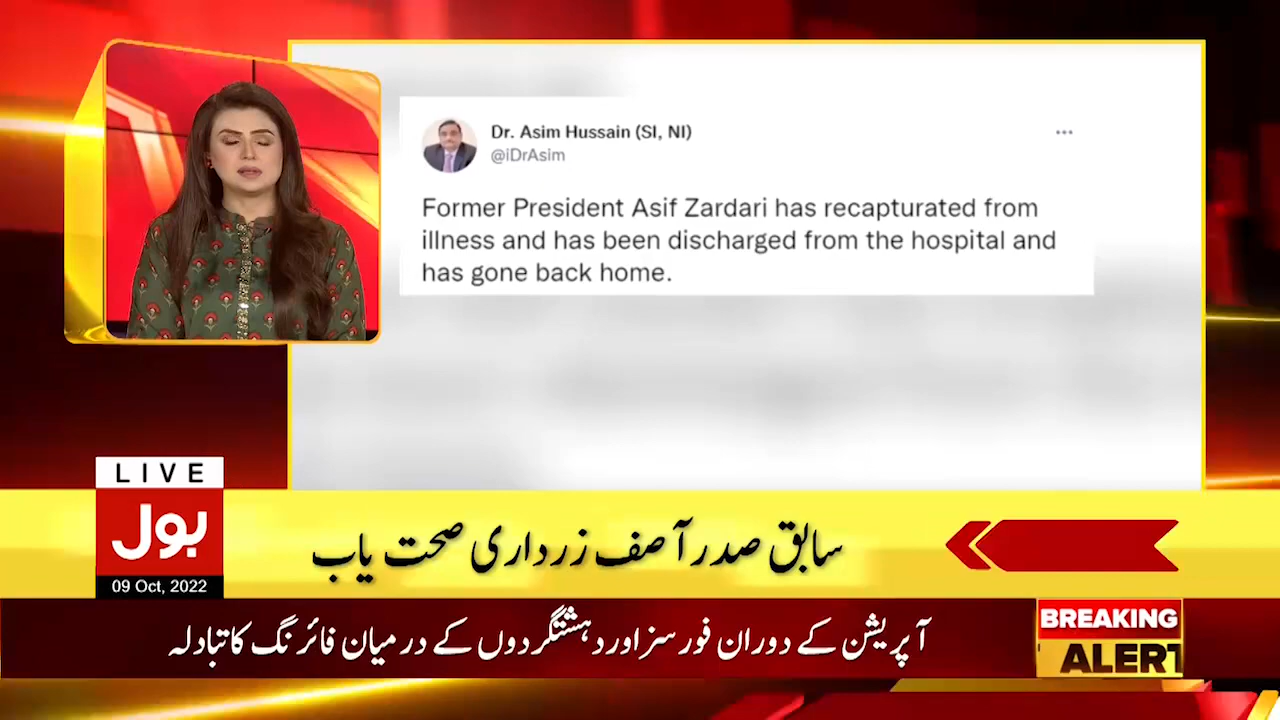 Dr. Asim Hussain (SI, NI)
@iDrAsim
Former President Asif Zardari has recapturated from
illness and has been discharged from the hospital and
has gone back home.
LIVE
بول
09 Oct, 2022
سابق صدر آصف زرداری صحت یاب
آپریشن کے دوران فورسز اور دہشتگردوں کے درمیان فائرنگ کا تبادلہ
BREAKING
ALERT